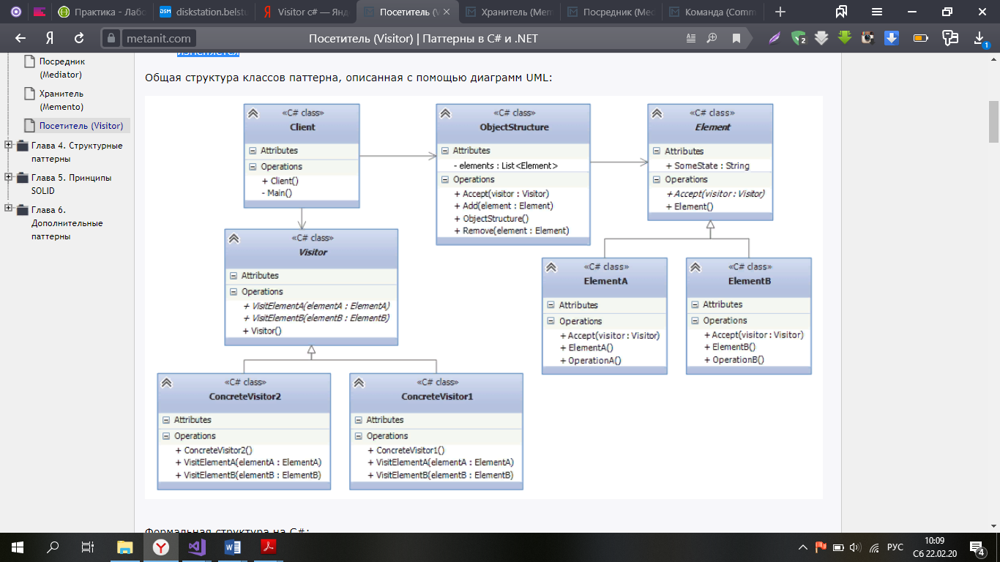 Практика - Лабо
diskstation.belstu
Visitor c# — Янд
Посетитель (V
Хранитель (Mem
Посредник (Med
Команда (Comm
metanit.com
Посетитель (Visitor) | Паттерны в C# и .NET
2
1
Посредник
(Mediator)
Хранитель
(Memento)
Посетитель (Visitor)
Глава 4. Структурные
паттерны
Глава 5. Принципы
SOLID
Глава 6.
Дополнительные
паттерны
изменяется
Общая структура классов паттерна, описанная с помощью диаграмм UML:
«C# class»
Client
Attributes
Operations
+ Client()
- Main()
«C# class»
ObjectStructure
Attributes
- elements : List<Element>
Operations
+ Accept(visitor : Visitor)
+ Add(element : Element)
+ ObjectStructure()
+ Remove(element : Element)
«C# class»
Element
Attributes
+ SomeState : String
Operations
+ Accept(visitor : Visitor)
+ Element()
«C# class»
Visitor
Attributes
Operations
+ VisitElementA(elementA : ElementA)
+ VisitElementB(elementB : ElementB)
+ Visitor()
«C# class»
ElementA
Attributes
Operations
+ Accept(visitor : Visitor)
+ ElementA()
+ OperationA()
«C# class»
ElementB
Attributes
Operations
+ Accept(visitor : Visitor)
+ ElementB()
+ OperationB()
«C# class»
ConcreteVisitor2
Attributes
Operations
+ ConcreteVisitor2()
+ VisitElementA(elementA : ElementA)
+ VisitElementB(elementB : ElementB)
«C# class»
ConcreteVisitor1
Attributes
Operations
+ ConcreteVisitor1()
+ VisitElementA(elementA : ElementA)
+ VisitElementB(elementB : ElementB)
Формальная структура на C#:
РУС
10:09
Сб 22.02.20
4